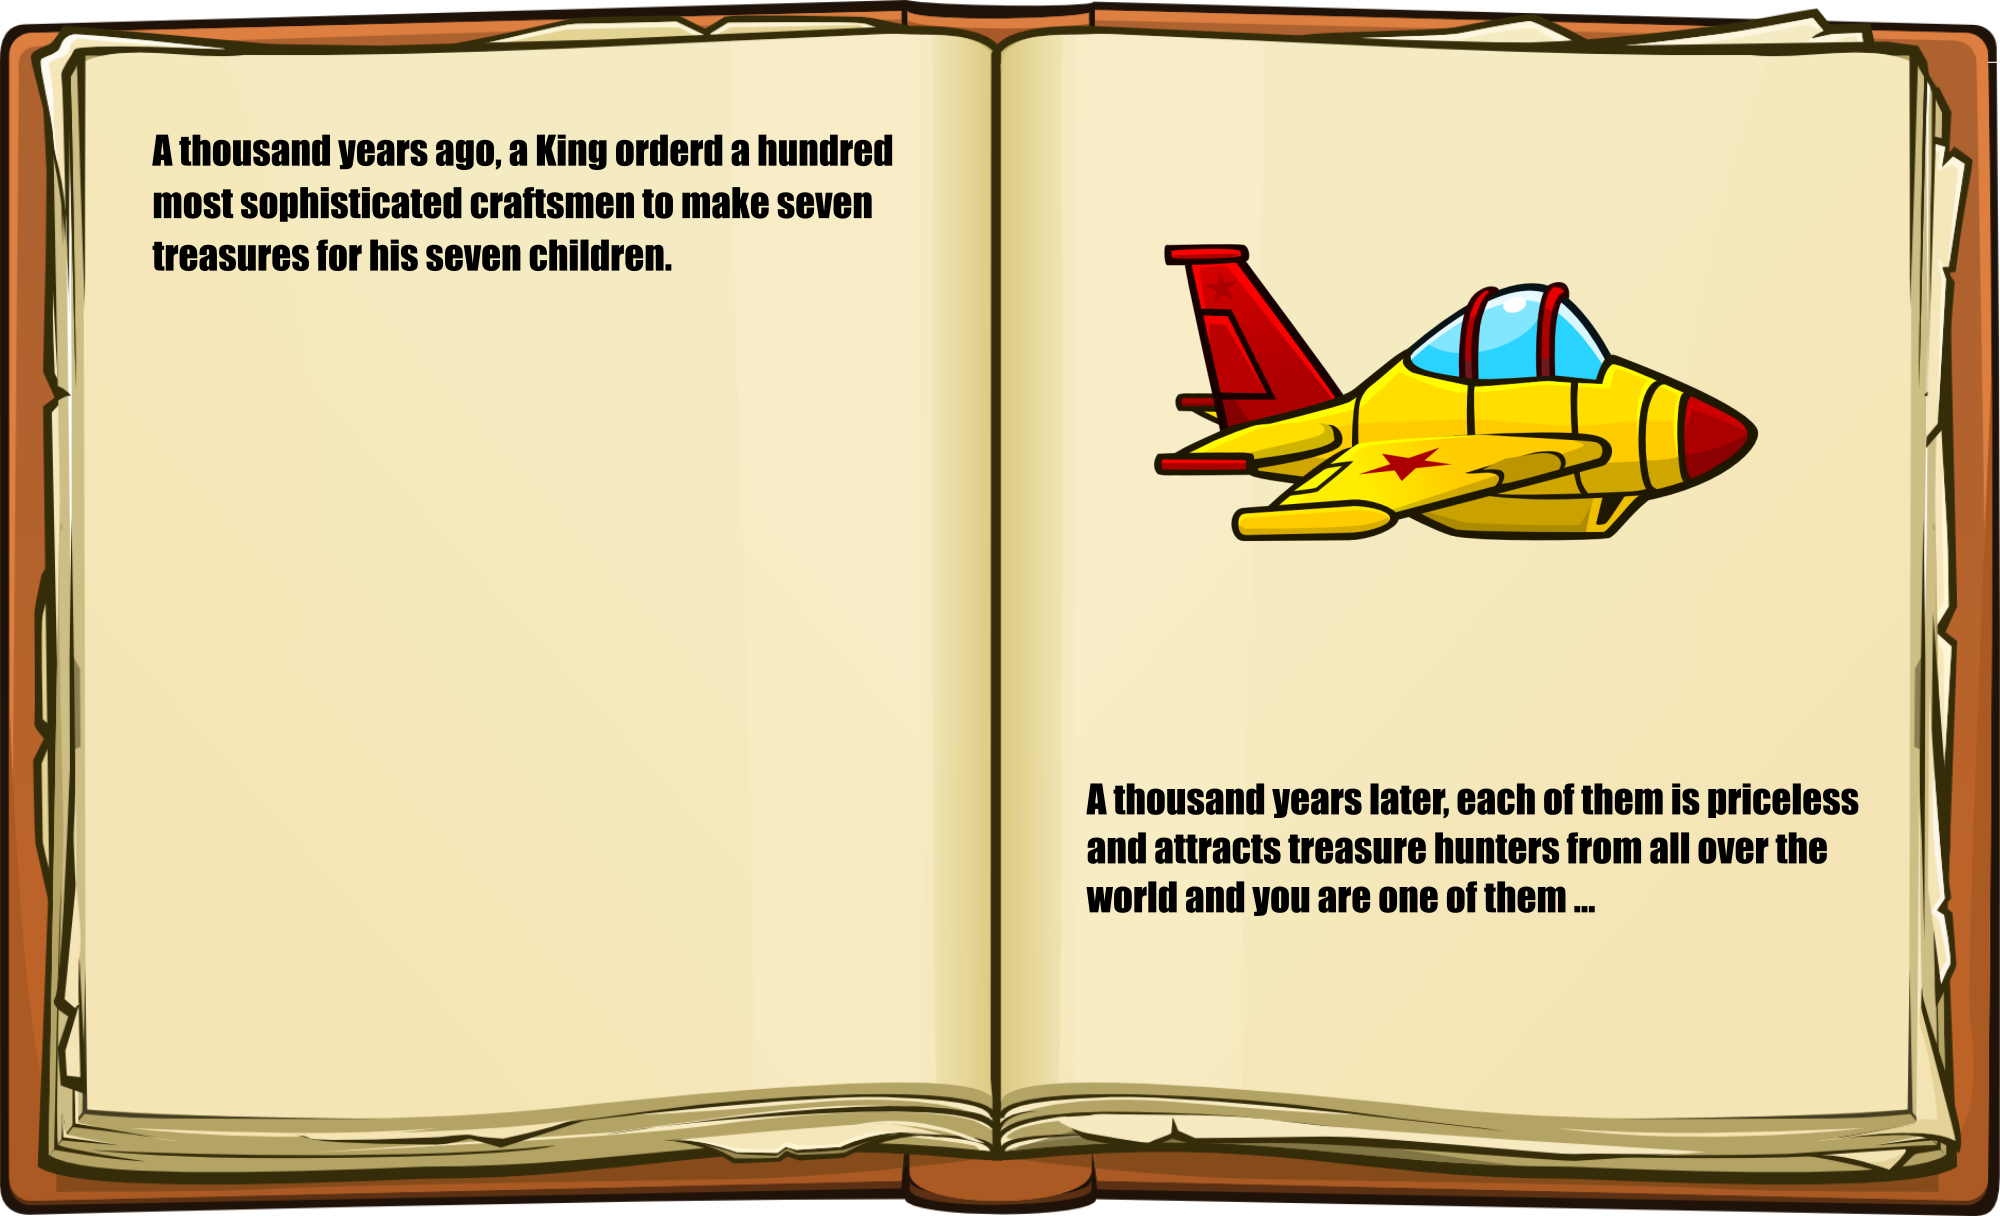 A thousand years ago, a King orderd a hundred
most sophisticated craftsmen to make seven
treasures for his seven children.
A thousand years later, each of them is priceless
and attracts treasure hunters from all over the
world and you are one of them ...